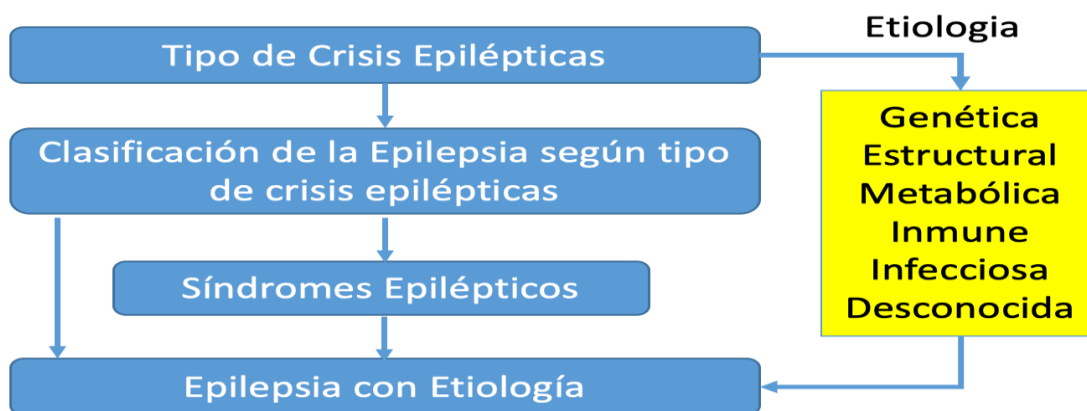 Etiologia
Tipo de Crisis Epilépticas
Clasificación de la Epilepsia según tipo
de crisis epilépticas
Síndromes Epilépticos
Epilepsia con Etiología
Genética
Estructural
Metabólica
Inmune
Infecciosa
Desconocida